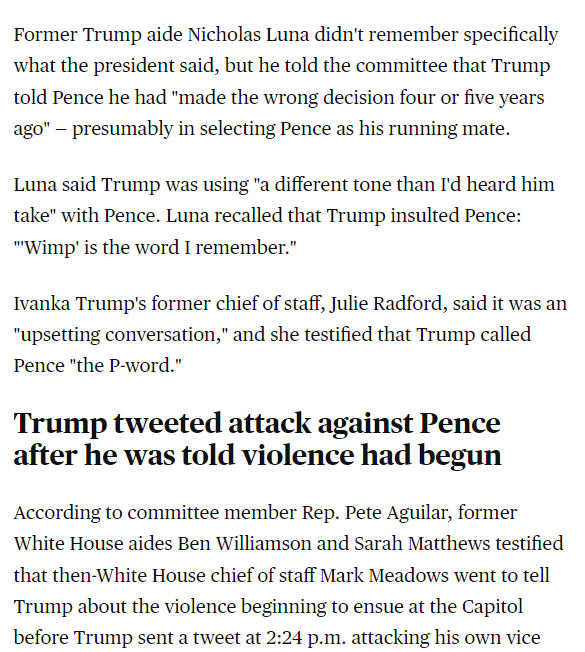 Former Trump aide Nicholas Luna didn't remember specifically
what the president said, but he told the committee that Trump
told Pence he had "made the wrong decision four or five years
ago" — presumably in selecting Pence as his running mate.
Luna said Trump was using "a different tone than I'd heard him
take" with Pence. Luna recalled that Trump insulted Pence:
"'Wimp' is the word I remember."
Ivanka Trump's former chief of staff, Julie Radford, said it was an
"upsetting conversation," and she testified that Trump called
Pence "the P-word."
Trump tweeted attack against Pence
after he was told violence had begun
According to committee member Rep. Pete Aguilar, former
White House aides Ben Williamson and Sarah Matthews testified
that then-White House chief of staff Mark Meadows went to tell
Trump about the violence beginning to ensue at the Capitol
before Trump sent a tweet at 2:24 p.m. attacking his own vice